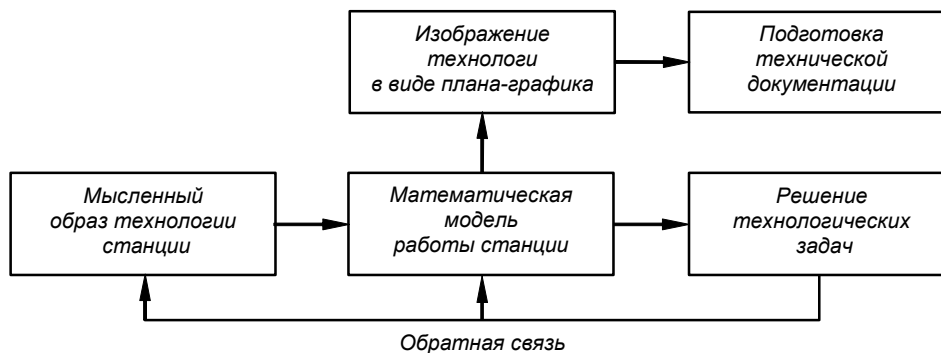 Изображение
технологи
в виде плана-графика
Подготовка
технической
документации
Мысленный
образ технологии
станции
Математическая
модель
работы станции
Решение
технологических
задач
Обратная связь